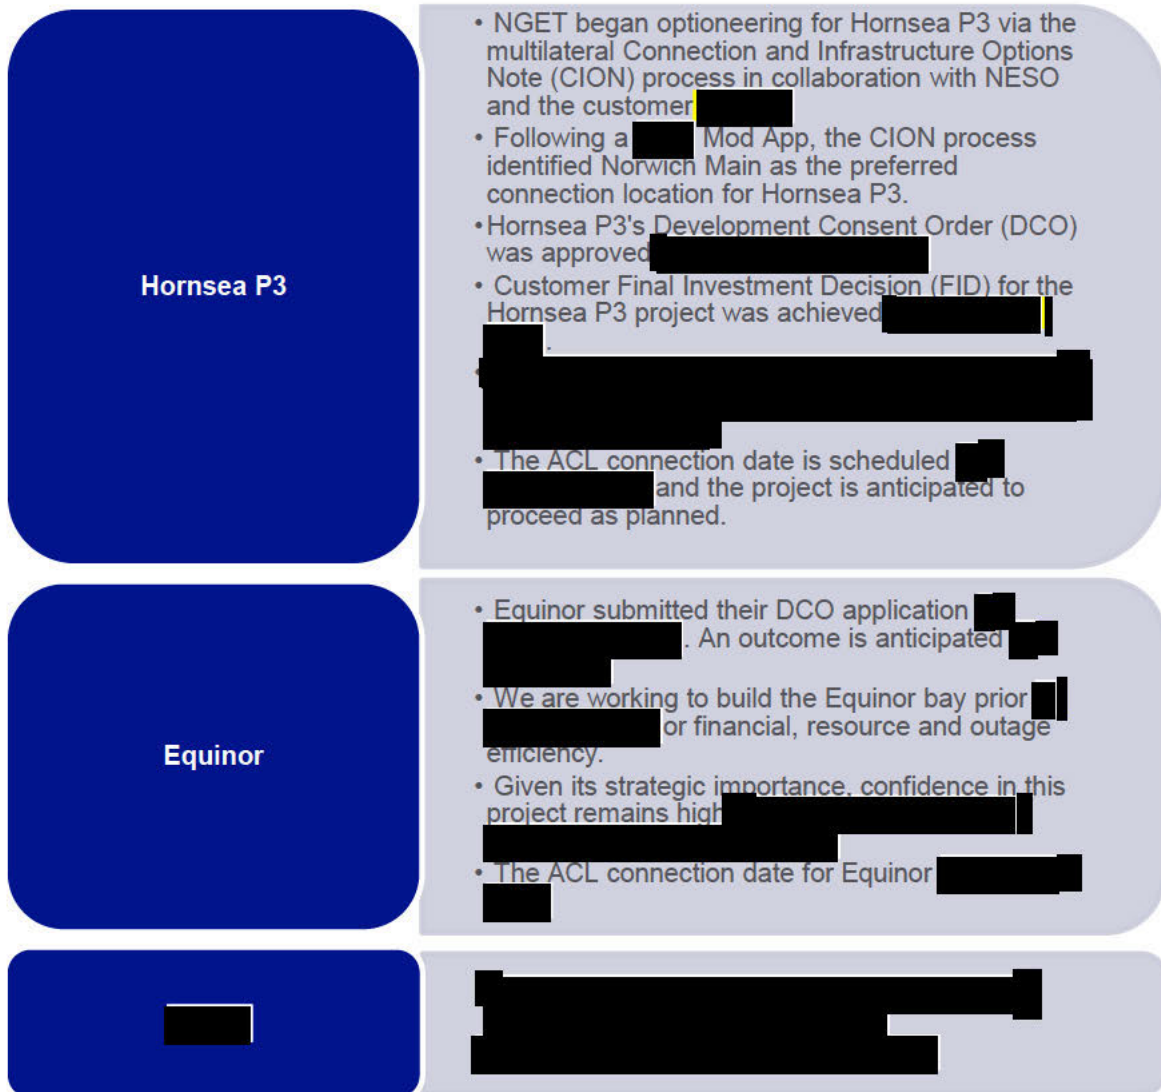 Hornsea P3
• NGET began optioneering for Hornsea P3 via the
multilateral Connection and Infrastructure Options
Note (CION) process in collaboration with NESO
and the customer
• Following a Mod App, the CION process
identified Norwich Main as the preferred
connection location for Hornsea P3.
•Hornsea P3's Development Consent Order (DCO)
was approved
• Customer Final Investment Decision (FID) for the
Hornsea P3 project was achieved
.
• The ACL connection date is scheduled
and the project is anticipated to
proceed as planned.
Equinor
• Equinor submitted their DCO application
. An outcome is anticipated
• We are working to build the Equinor bay prior
or financial, resource and outage
efficiency.
• Given its strategic importance, confidence in this
project remains high
• The ACL connection date for Equinor